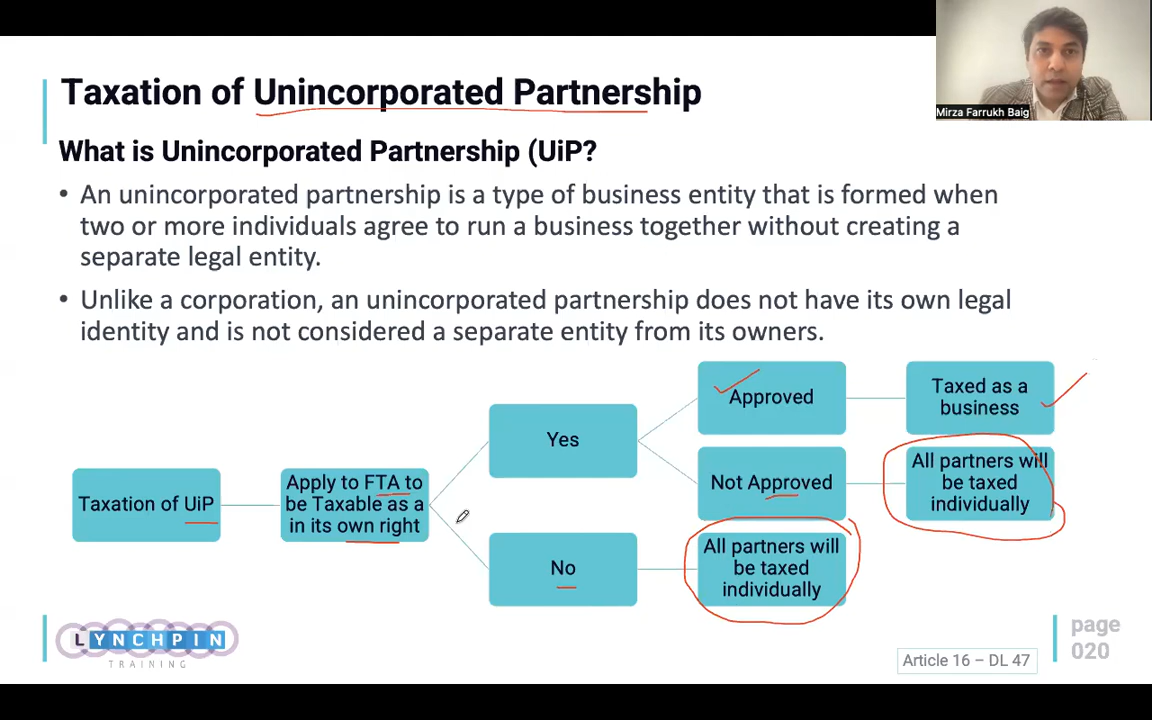 Mirza Farrukh Baig
Taxation of Unincorporated Partnership
What is Unincorporated Partnership (UiP?
• An unincorporated partnership is a type of business entity that is formed when
two or more individuals agree to run a business together without creating a
separate legal entity.
• Unlike a corporation, an unincorporated partnership does not have its own legal
identity and is not considered a separate entity from its owners.
Taxation of UiP
Apply to FTA to
be Taxable as a
in its own right
Yes
Approved
Taxed as a
business
Not Approved
All partners will
be taxed
individually
No
All partners will
be taxed
individually
LYNCHPIN
TRAINING
Article 16 – DL 47
page
020